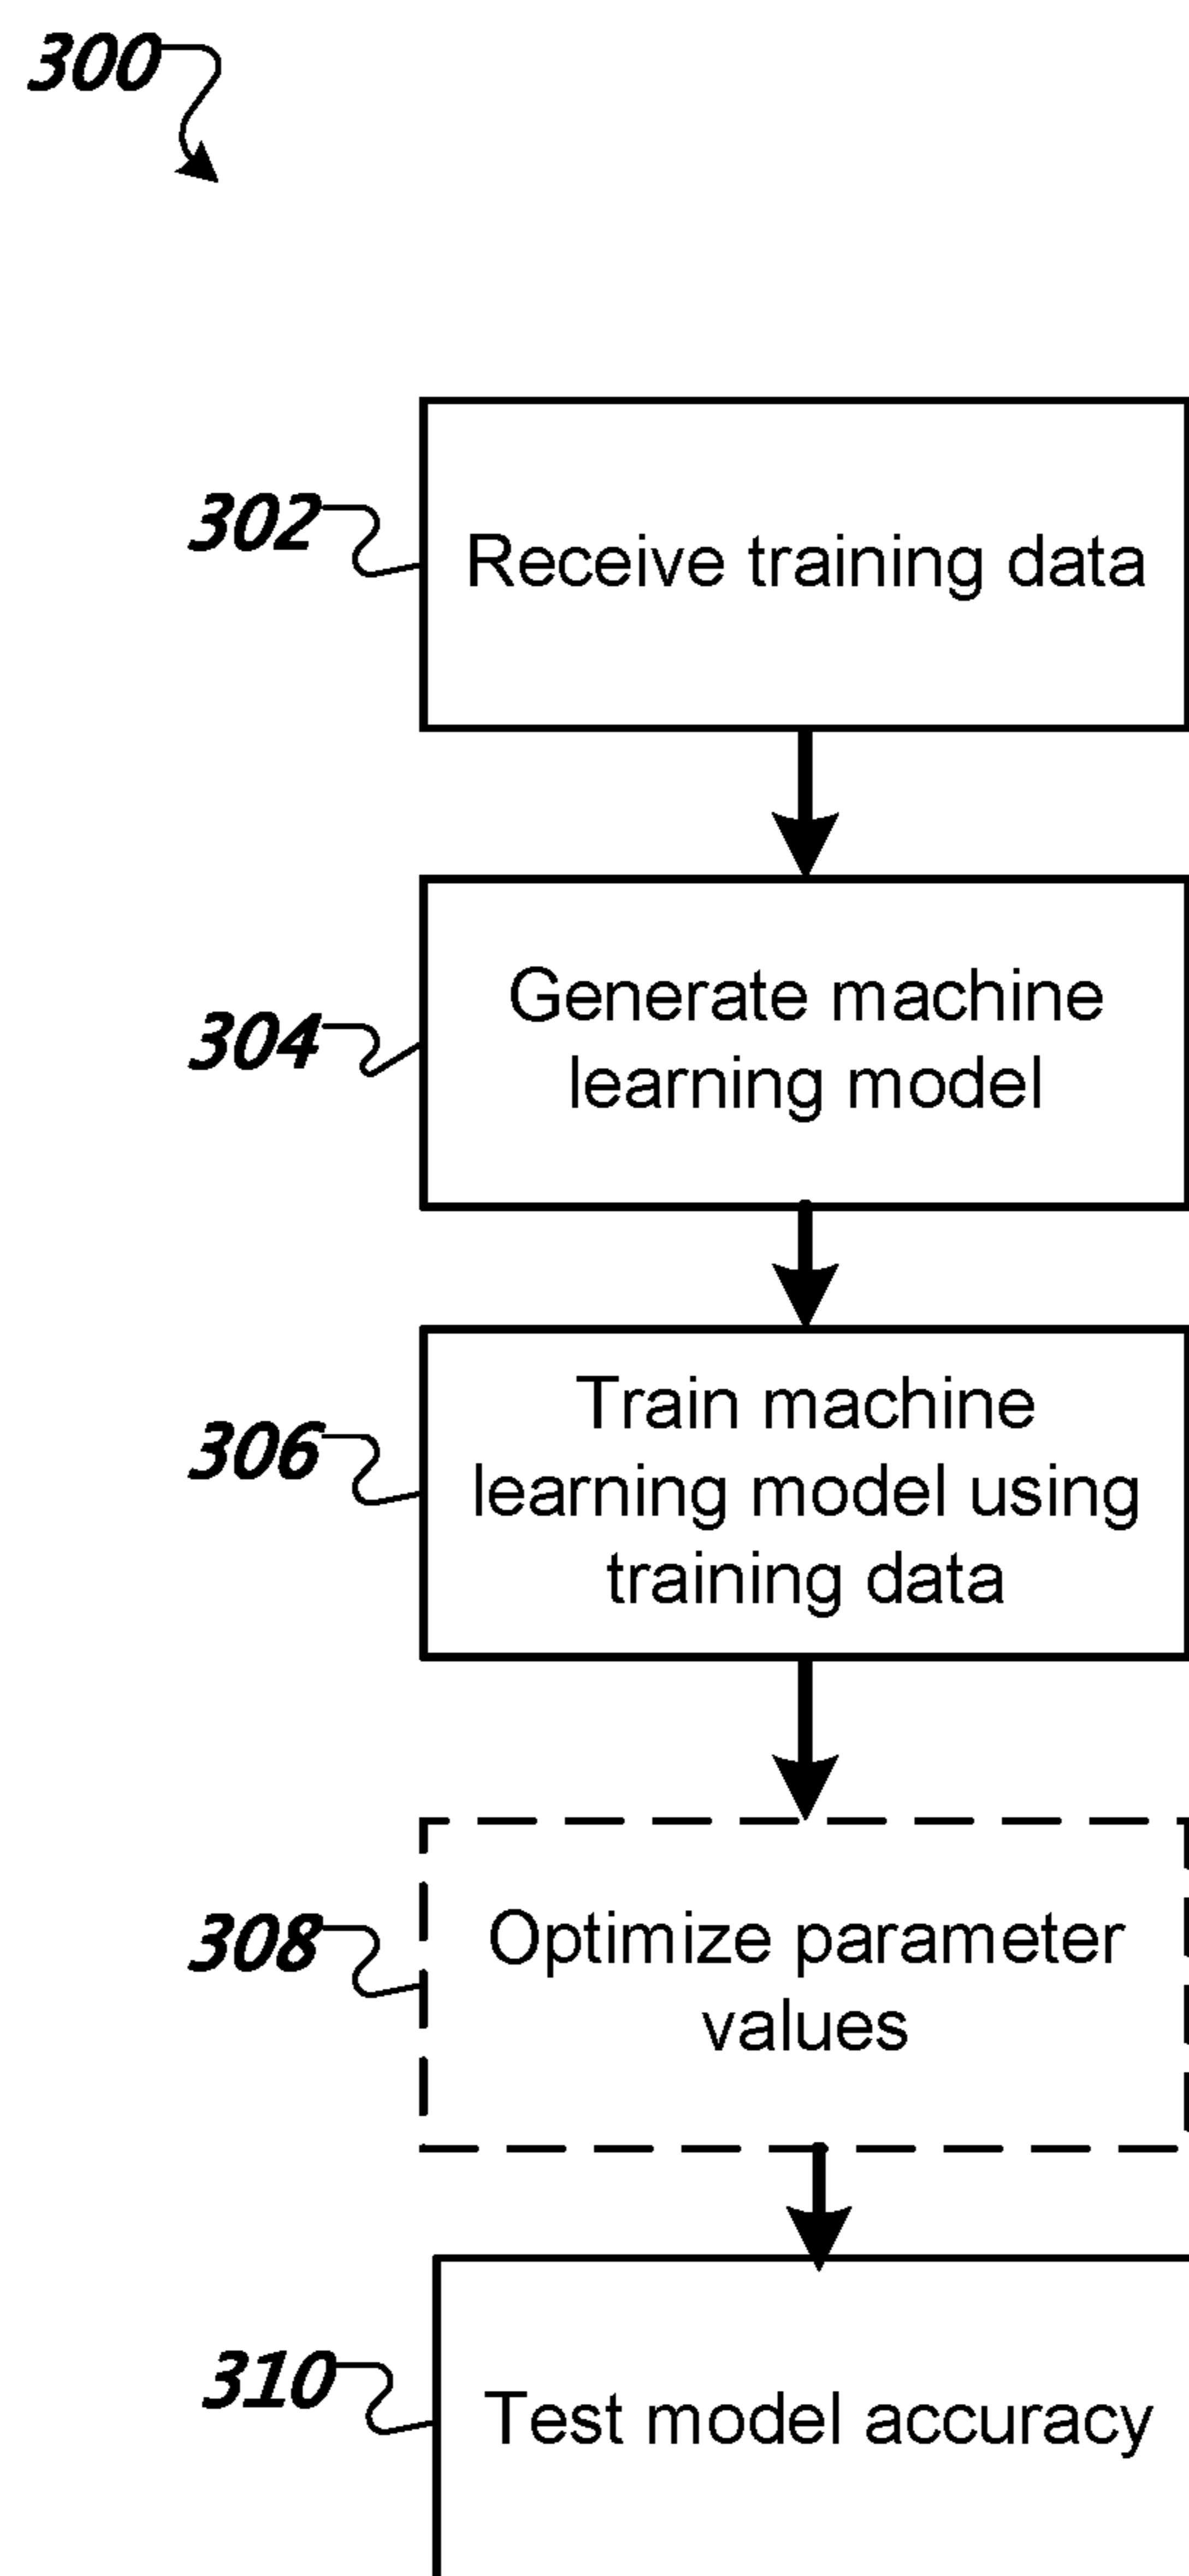 300
302
Receive training data
304
Generate machine
learning model
306
Train machine
learning model using
training data
308
Optimize parameter
values
310
Test model accuracy